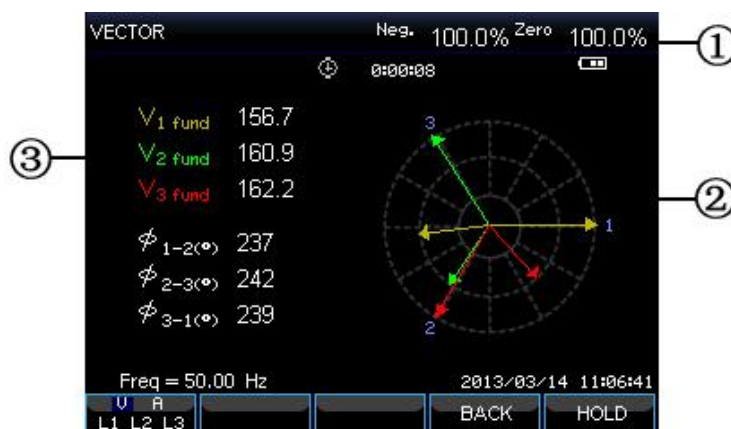 VECTOR Neg. 100.0% Zero 100.0% ①
0:00:08
V1 fund 156.7
V2 fund 160.9
V3 fund 162.2
③
ϕ1-2(°) 237
ϕ2-3(°) 242
ϕ3-1(°) 239
3
1
2
②
Freq = 50.00 Hz 2013/03/14 11:06:41
V A
L1 L2 L3
BACK
HOLD